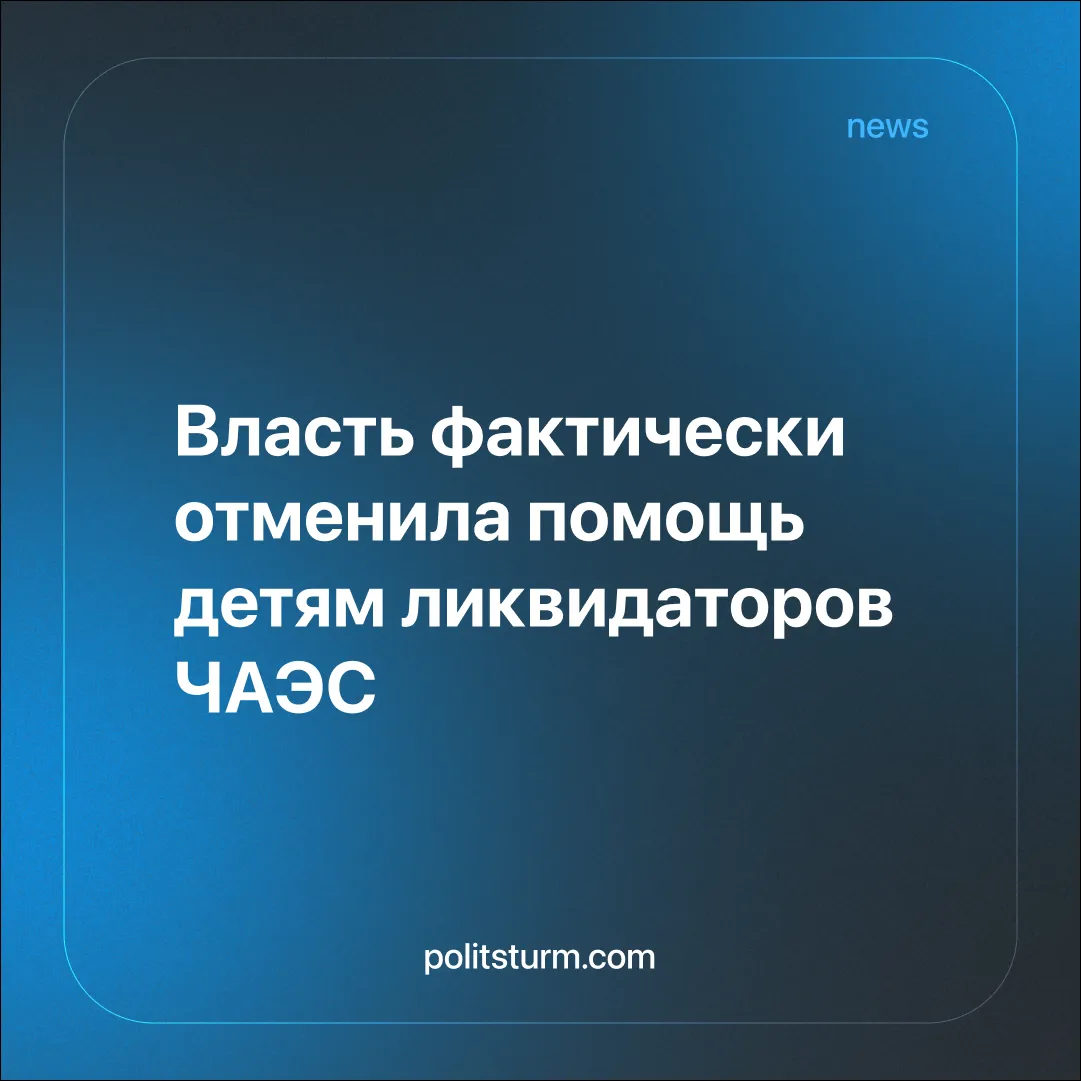 news
Власть фактически
отменила помощь
детям ликвидаторов
ЧАЭС
politsturm.com